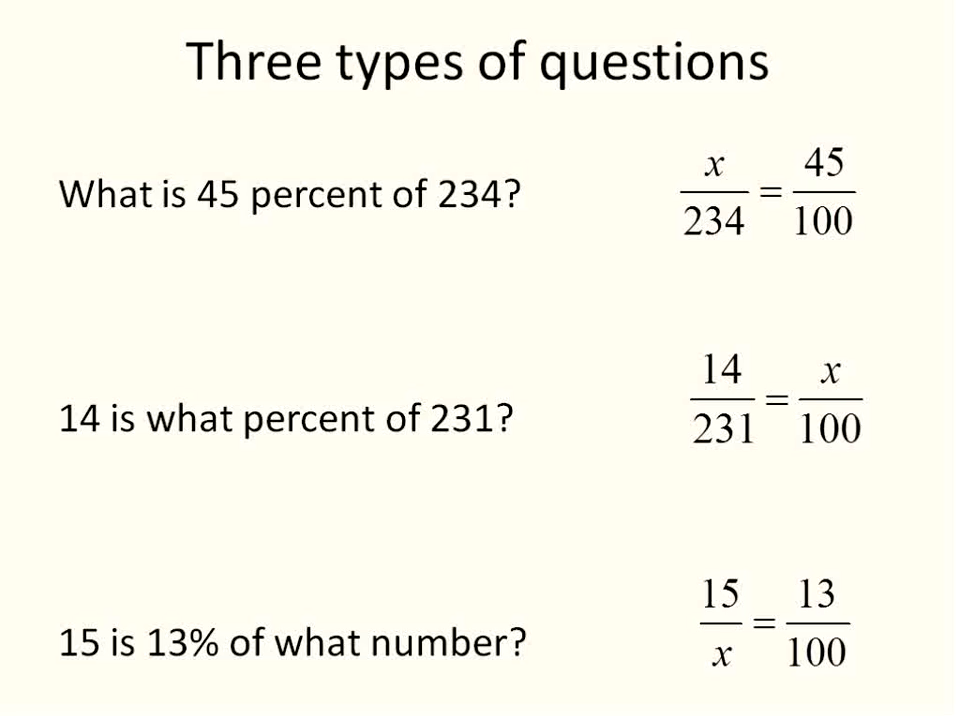 Three types of questions
What is 45 percent of 234?
x/234 = 45/100
14 is what percent of 231?
14/231 = x/100
15 is 13% of what number?
15/x = 13/100